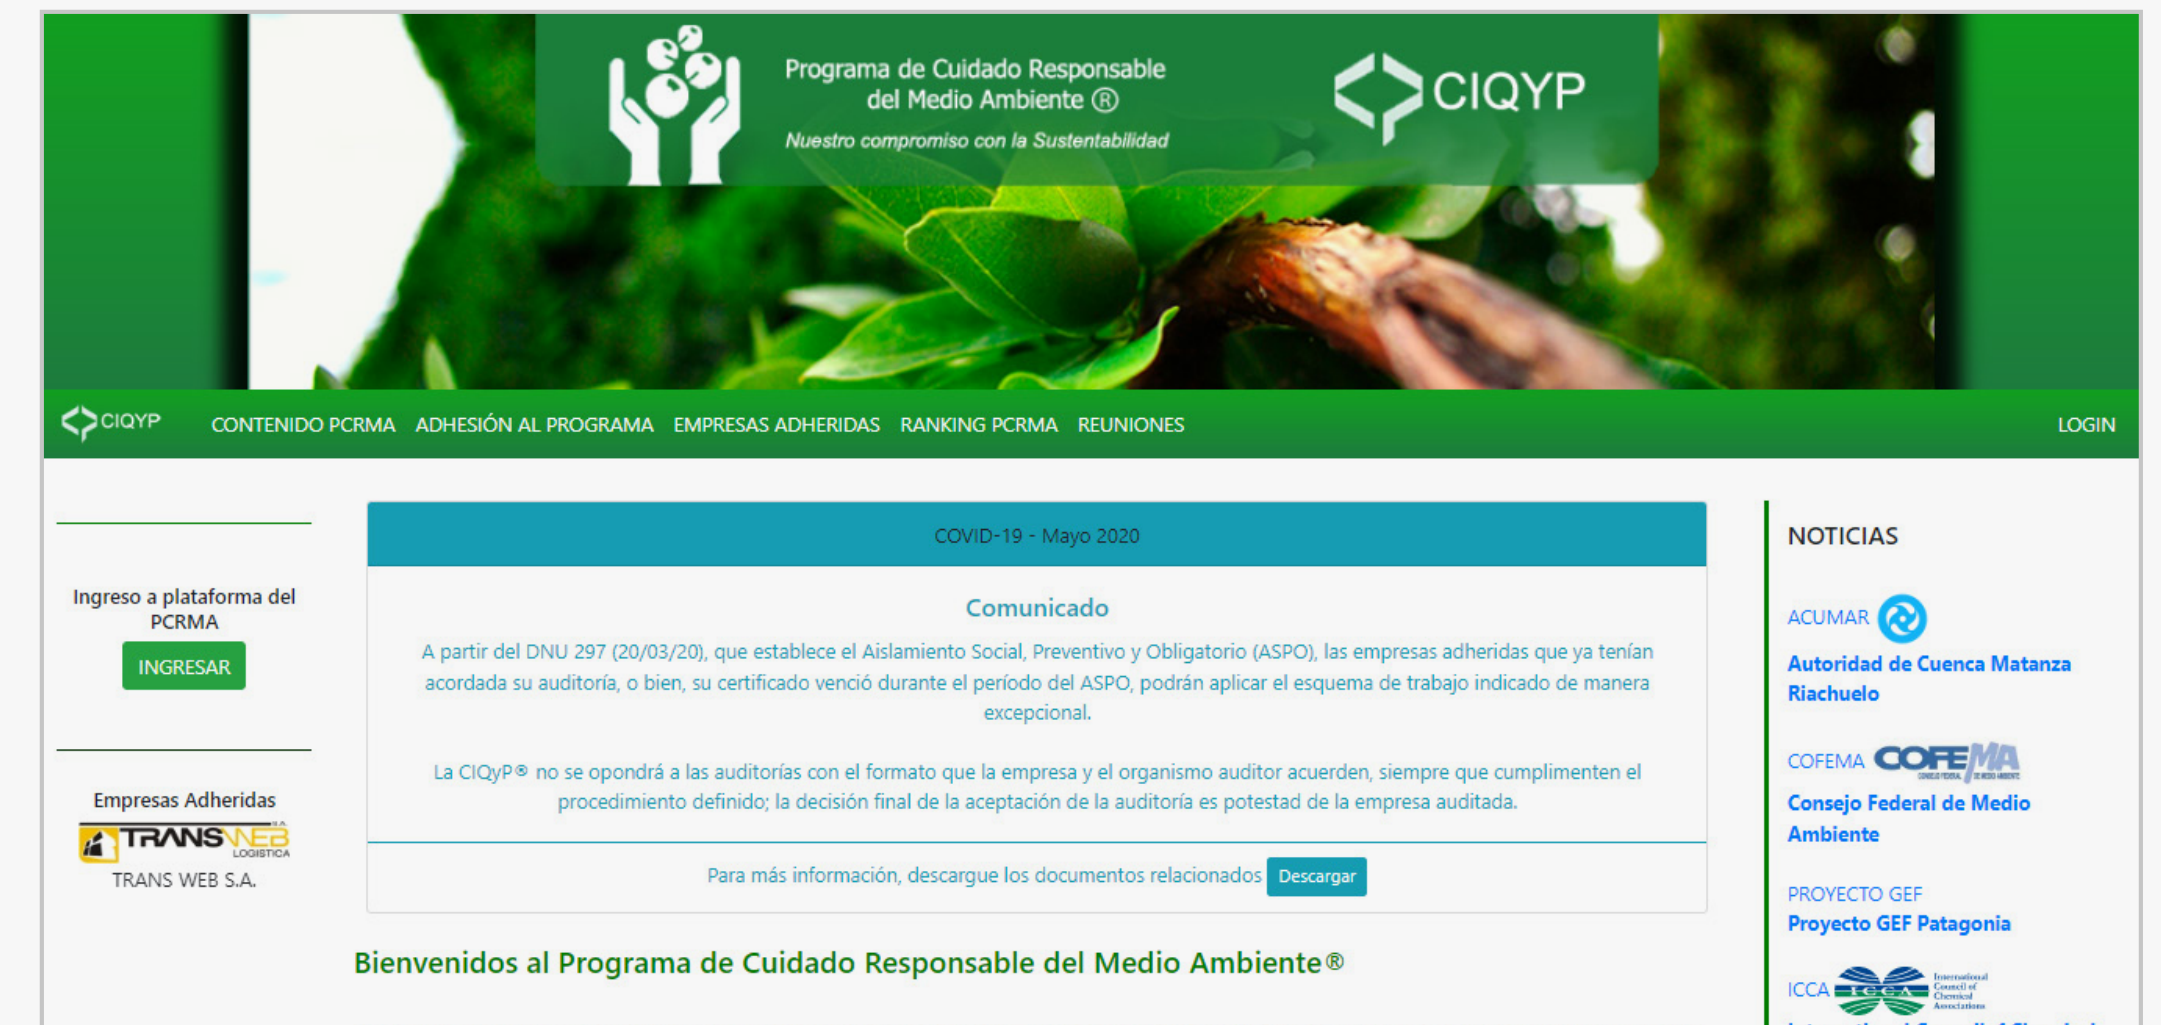 Programa de Cuidado Responsable
del Medio Ambiente ®
Nuestro compromiso con la Sustentabilidad
CIQYP
CIQYP
CONTENIDO PCRMA
ADHESIÓN AL PROGRAMA
EMPRESAS ADHERIDAS
RANKING PCRMA
REUNIONES
LOGIN
Ingreso a plataforma del
PCRMA
INGRESAR
Empresas Adheridas
TRANSWEB
S.A.
LOGISTICA
TRANS WEB S.A.
COVID-19 - Mayo 2020
Comunicado
A partir del DNU 297 (20/03/20), que establece el Aislamiento Social, Preventivo y Obligatorio (ASPO), las empresas adheridas que ya tenían
acordada su auditoría, o bien, su certificado venció durante el período del ASPO, podrán aplicar el esquema de trabajo indicado de manera
excepcional.
La CIQyP® no se opondrá a las auditorías con el formato que la empresa y el organismo auditor acuerden, siempre que cumplimenten el
procedimiento definido; la decisión final de la aceptación de la auditoría es potestad de la empresa auditada.
Para más información, descargue los documentos relacionados
Descargar
Bienvenidos al Programa de Cuidado Responsable del Medio Ambiente®
NOTICIAS
ACUMAR
Autoridad de Cuenca Matanza
Riachuelo
COFEMA
COFEMA
CONSEJO FEDERAL DE MEDIO AMBIENTE
Consejo Federal de Medio
Ambiente
PROYECTO GEF
Proyecto GEF Patagonia
ICCA
ICCA
International
Council of
Chemical
Associations